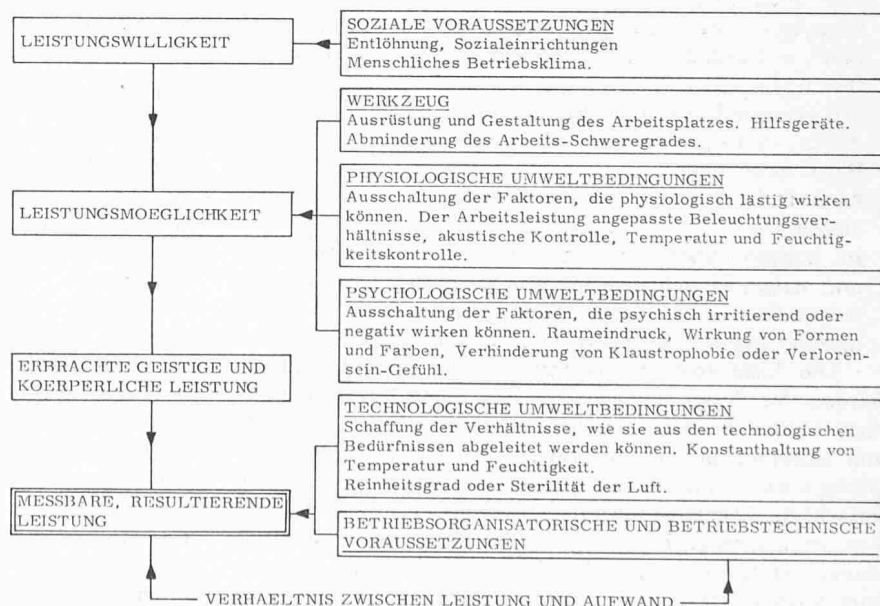 LEISTUNGSWILLIGKEIT
SOZIALE VORAUSSETZUNGEN
Entlöhnung, Sozialeinrichtungen
Menschliches Betriebsklima.
WERKZEUG
Ausrüstung und Gestaltung des Arbeitsplatzes. Hilfsgeräte.
Abminderung des Arbeits-Schweregrades.
LEISTUNGSMOEGLICHKEIT
PHYSIOLOGISCHE UMWELTBEDINGUNGEN
Ausschaltung der Faktoren, die physiologisch lästig wirken
können. Der Arbeitsleistung angepasste Beleuchtungsver-
hältnisse, akustische Kontrolle, Temperatur und Feuchtig-
keitskontrolle.
PSYCHOLOGISCHE UMWELTBEDINGUNGEN
Ausschaltung der Faktoren, die psychisch irritierend oder
negativ wirken können. Raumeindruck, Wirkung von Formen
und Farben, Verhinderung von Klaustrophobie oder Verloren-
sein-Gefühl.
ERBRACHTE GEISTIGE UND
KOERPERLICHE LEISTUNG
TECHNOLOGISCHE UMWELTBEDINGUNGEN
Schaffung der Verhältnisse, wie sie aus den technologischen
Bedürfnissen abgeleitet werden können. Konstanthaltung von
Temperatur und Feuchtigkeit.
Reinheitsgrad oder Sterilität der Luft.
MESSBARE, RESULTIERENDE
LEISTUNG
BETRIEBSORGANISATORISCHE UND BETRIEBSTECHNISCHE
VORAUSSETZUNGEN
VERHAELTNIS ZWISCHEN LEISTUNG UND AUFWAND